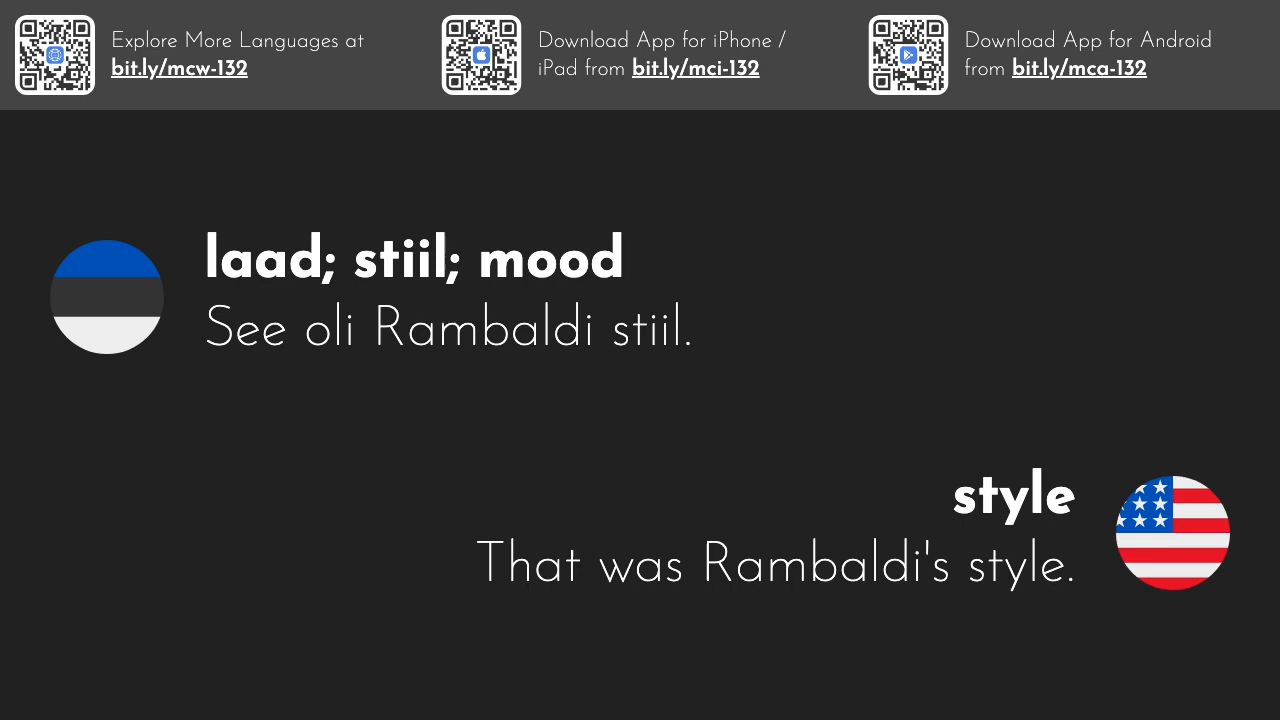 Explore More Languages at
bit.ly/mcw-132
Download App for iPhone /
iPad from bit.ly/mci-132
Download App for Android
from bit.ly/mca-132
laad; stiil; mood
See oli Rambaldi stiil.
style
That was Rambaldi's style.